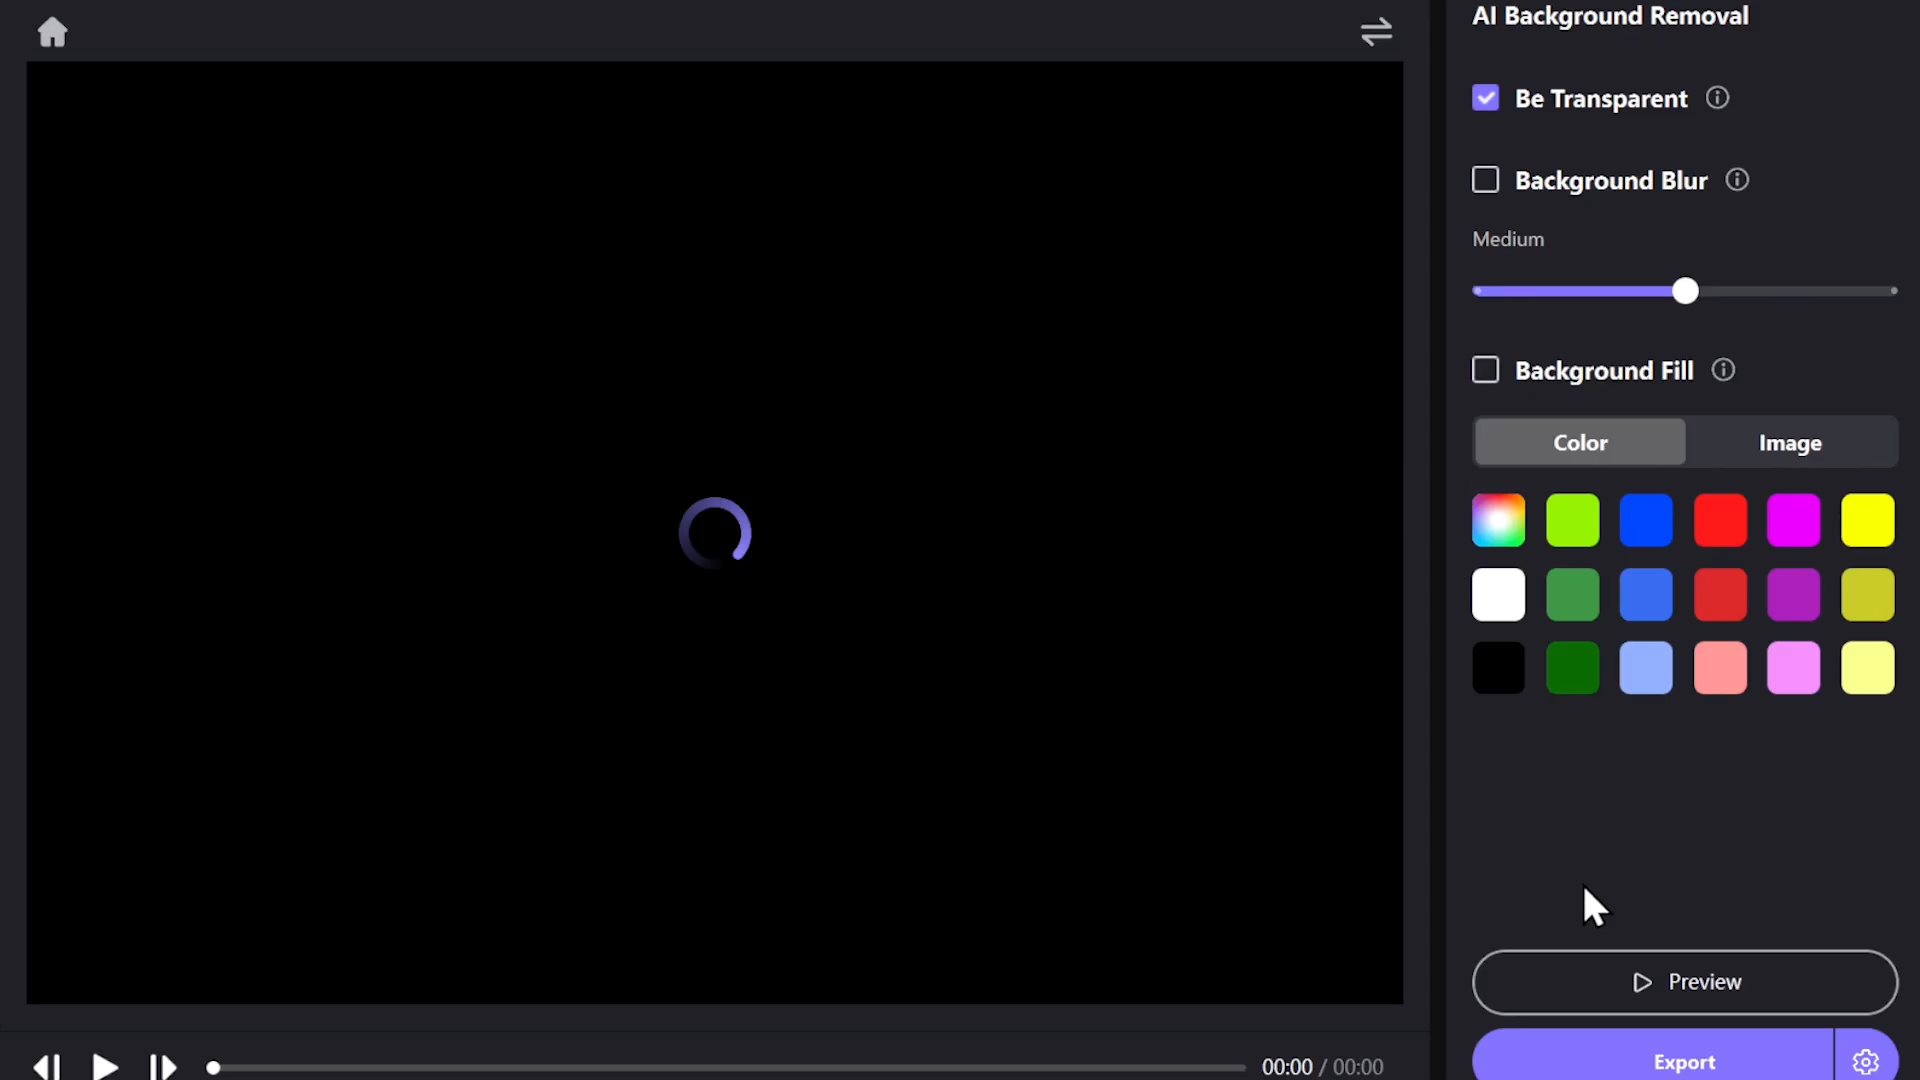 AI Background Removal
Be Transparent
Background Blur
Medium
Background Fill
Color Image
Preview
00:00 / 00:00
Export